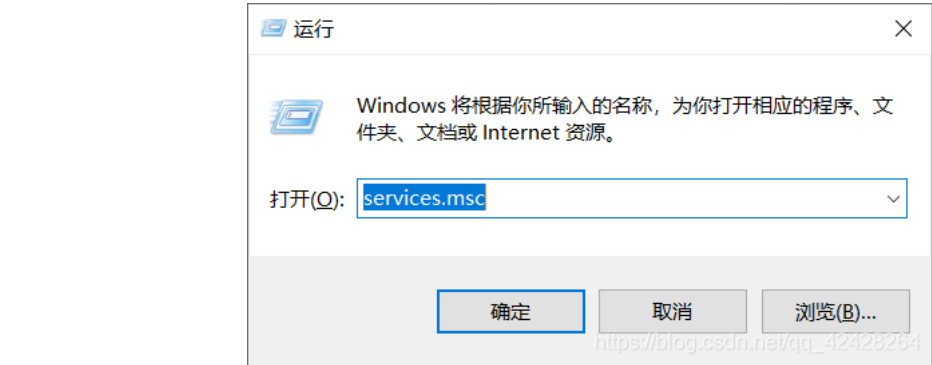 运行
Windows 将根据你所输入的名称，为你打开相应的程序、文
件夹、文档或 Internet 资源。
打开(O): services.msc
确定 取消 浏览(B)...
https://blog.csdn.net/qq_42428264